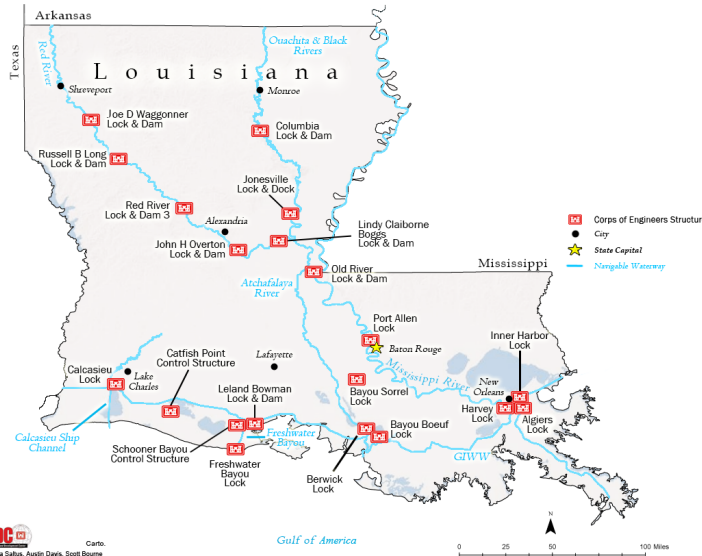 Arkansas
Texas
Red River
Ouachita & Black
Rivers
Louisiana
Shreveport
Monroe
Joe D Waggonner
Lock & Dam
Columbia
Lock & Dam
Russell B Long
Lock & Dam
Jonesville
Lock & Dock
Red River
Lock & Dam 3
Alexandria
Lindy Claiborne
Boggs
Lock & Dam
John H Overton
Lock & Dam
Corps of Engineers Structur
City
State Capital
Navigable Waterway
Mississippi
Old River
Lock & Dam
Atchafalaya
River
Port Allen
Lock
Baton Rouge
Inner Harbor
Lock
Mississippi River
Catfish Point
Control Structure
Lafayette
Calcasieu
Lock
Lake
Charles
Leland Bowman
Lock & Dam
Bayou Sorrel
Lock
New
Orleans
Harvey
Lock
Algiers
Lock
Calcasieu Ship
Channel
Schooner Bayou
Control Structure
Freshwater
Bayou
Freshwater
Bayou
Lock
Bayou Boeuf
Lock
Berwick
Lock
GIWW
Gulf of America
N
0 25 50 100 Miles
Carto.
a Saltus, Austin Davis, Scott Bourne